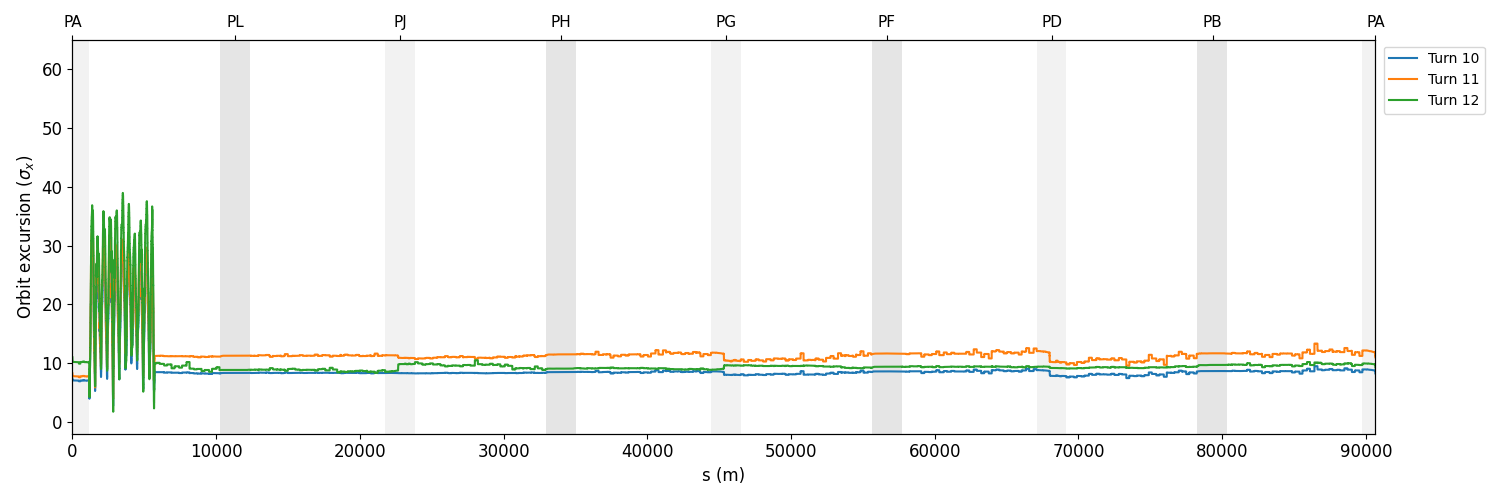 PA PL PJ PH PG PF PD PB PA
Turn 10
Turn 11
Turn 12
Orbit excursion (σx)
60
50
40
30
20
10
0
0 10000 20000 30000 40000 50000 60000 70000 80000 90000
s (m)